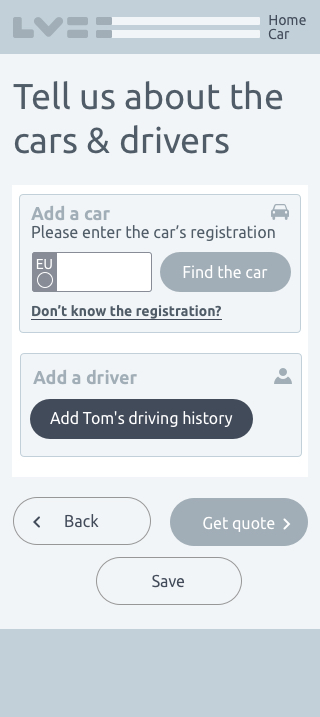 Home
Car
Tell us about the
cars & drivers
Add a car
Please enter the car’s registration
EU
Find the car
Don’t know the registration?
Add a driver
Add Tom's driving history
Back
Get quote
Save